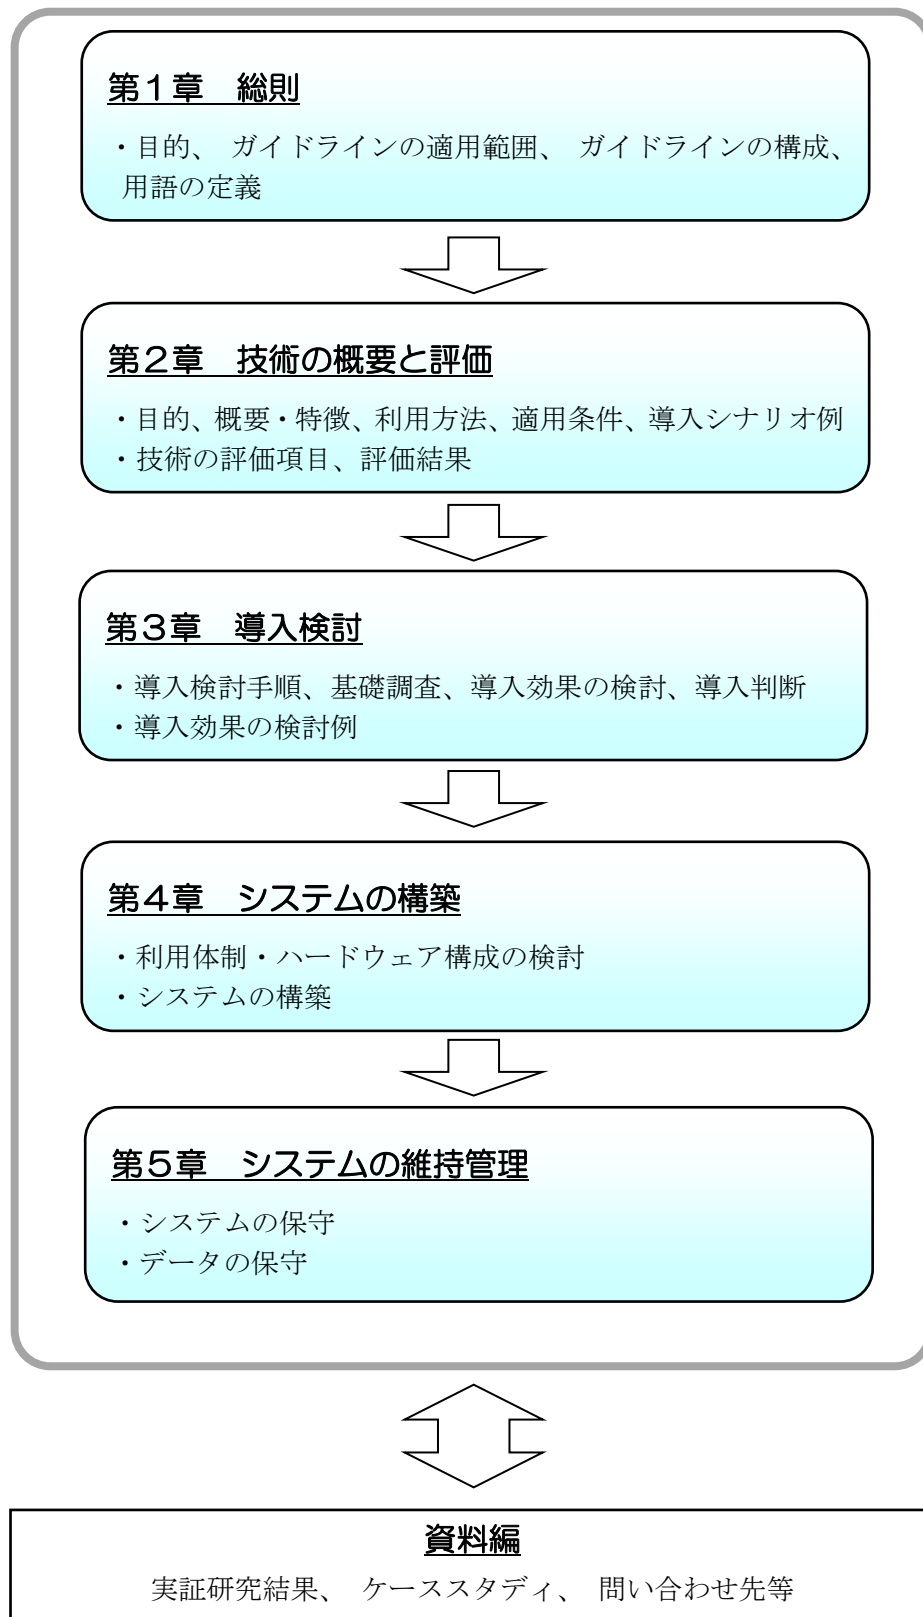 第１章　総則
・目的、 ガイドラインの適用範囲、 ガイドラインの構成、
用語の定義
第２章　技術の概要と評価
・目的、概要・特徴、利用方法、適用条件、導入シナリオ例
・技術の評価項目、評価結果
第３章　導入検討
・導入検討手順、基礎調査、導入効果の検討、導入判断
・導入効果の検討例
第４章　システムの構築
・利用体制・ハードウェア構成の検討
・システムの構築
第５章　システムの維持管理
・システムの保守
・データの保守
資料編
実証研究結果、 ケーススタディ、 問い合わせ先等